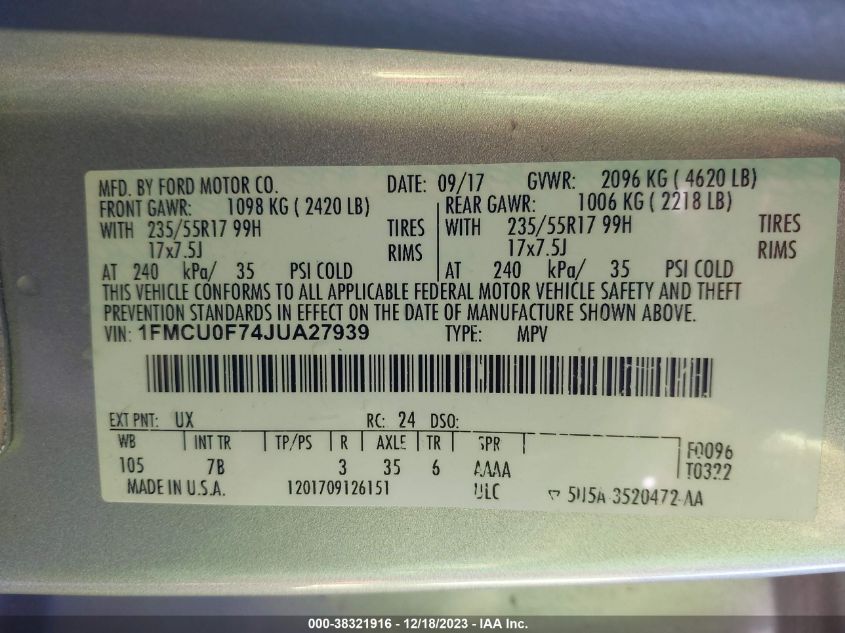 MFD. BY FORD MOTOR CO. DATE: 09/17 GVWR: 2096 KG ( 4620 LB)
FRONT GAWR: 1098 KG ( 2420 LB) REAR GAWR: 1006 KG ( 2218 LB)
WITH 235/55R17 99H TIRES WITH 235/55R17 99H TIRES
17x7.5J RIMS 17x7.5J RIMS
AT 240 kPa/ 35 PSI COLD AT 240 kPa/ 35 PSI COLD
THIS VEHICLE CONFORMS TO ALL APPLICABLE FEDERAL MOTOR VEHICLE SAFETY AND THEFT
PREVENTION STANDARDS IN EFFECT ON THE DATE OF MANUFACTURE SHOWN ABOVE.
VIN: 1FMCU0F74JUA27939 TYPE: MPV
EXT PNT: UX RC: 24 DSO:
WB INT TR TP/PS R AXLE TR SPR F0096
105 7B 3 35 6 AAAA T0322
MADE IN U.S.A. 1201709126151 ULC 5U5A 3520472 AA
000-38321916 - 12/18/2023 - IAA Inc.